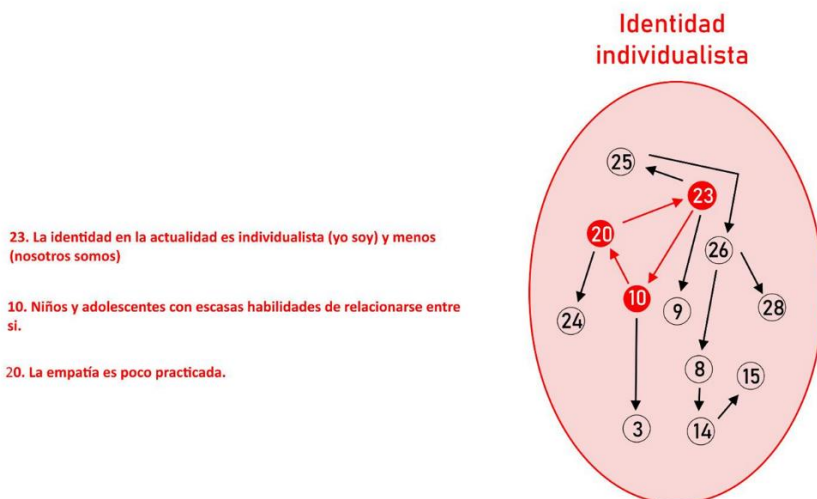 Identidad
individualista
23. La identidad en la actualidad es individualista (yo soy) y menos
(nosotros somos)
10. Niños y adolescentes con escasas habilidades de relacionarse entre
si.
20. La empatía es poco practicada.
25
23
20
26
10
9
28
24
8
15
3
14